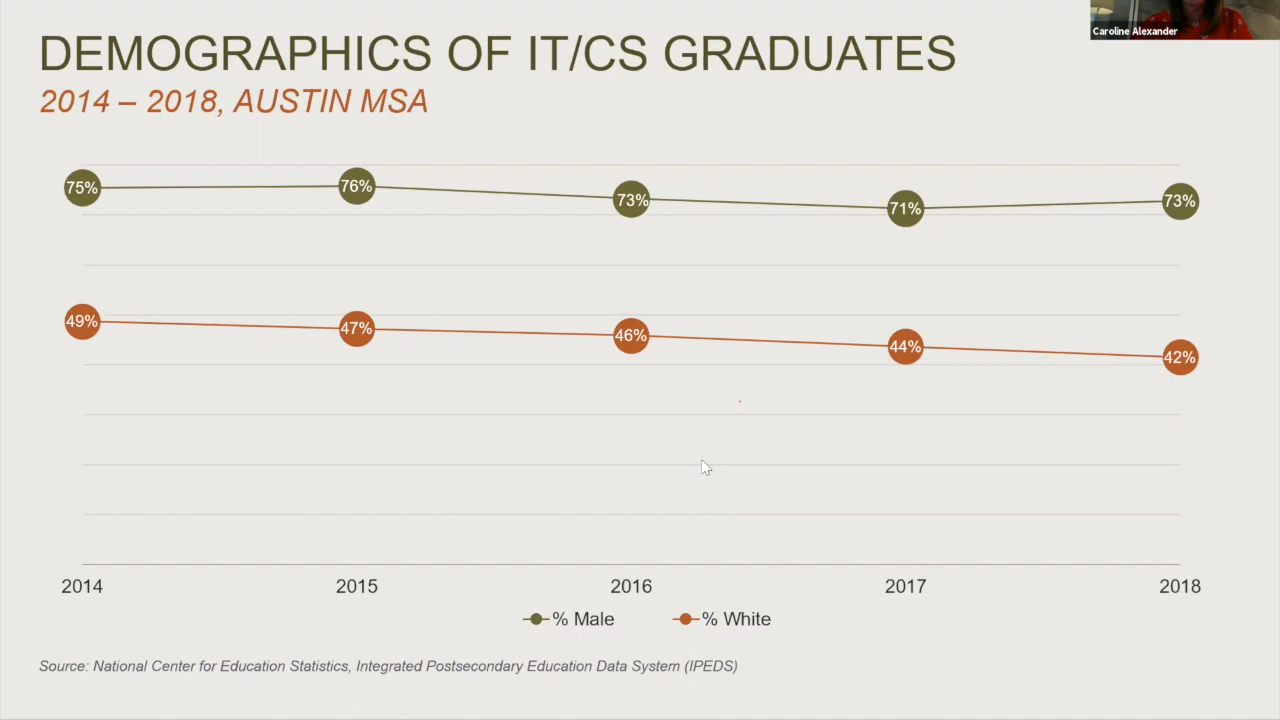 Caroline Alexander
DEMOGRAPHICS OF IT/CS GRADUATES
2014 – 2018, AUSTIN MSA
75% 76% 73% 71% 73%
49% 47% 46% 44% 42%
2014 2015 2016 2017 2018
% Male % White
Source: National Center for Education Statistics, Integrated Postsecondary Education Data System (IPEDS)